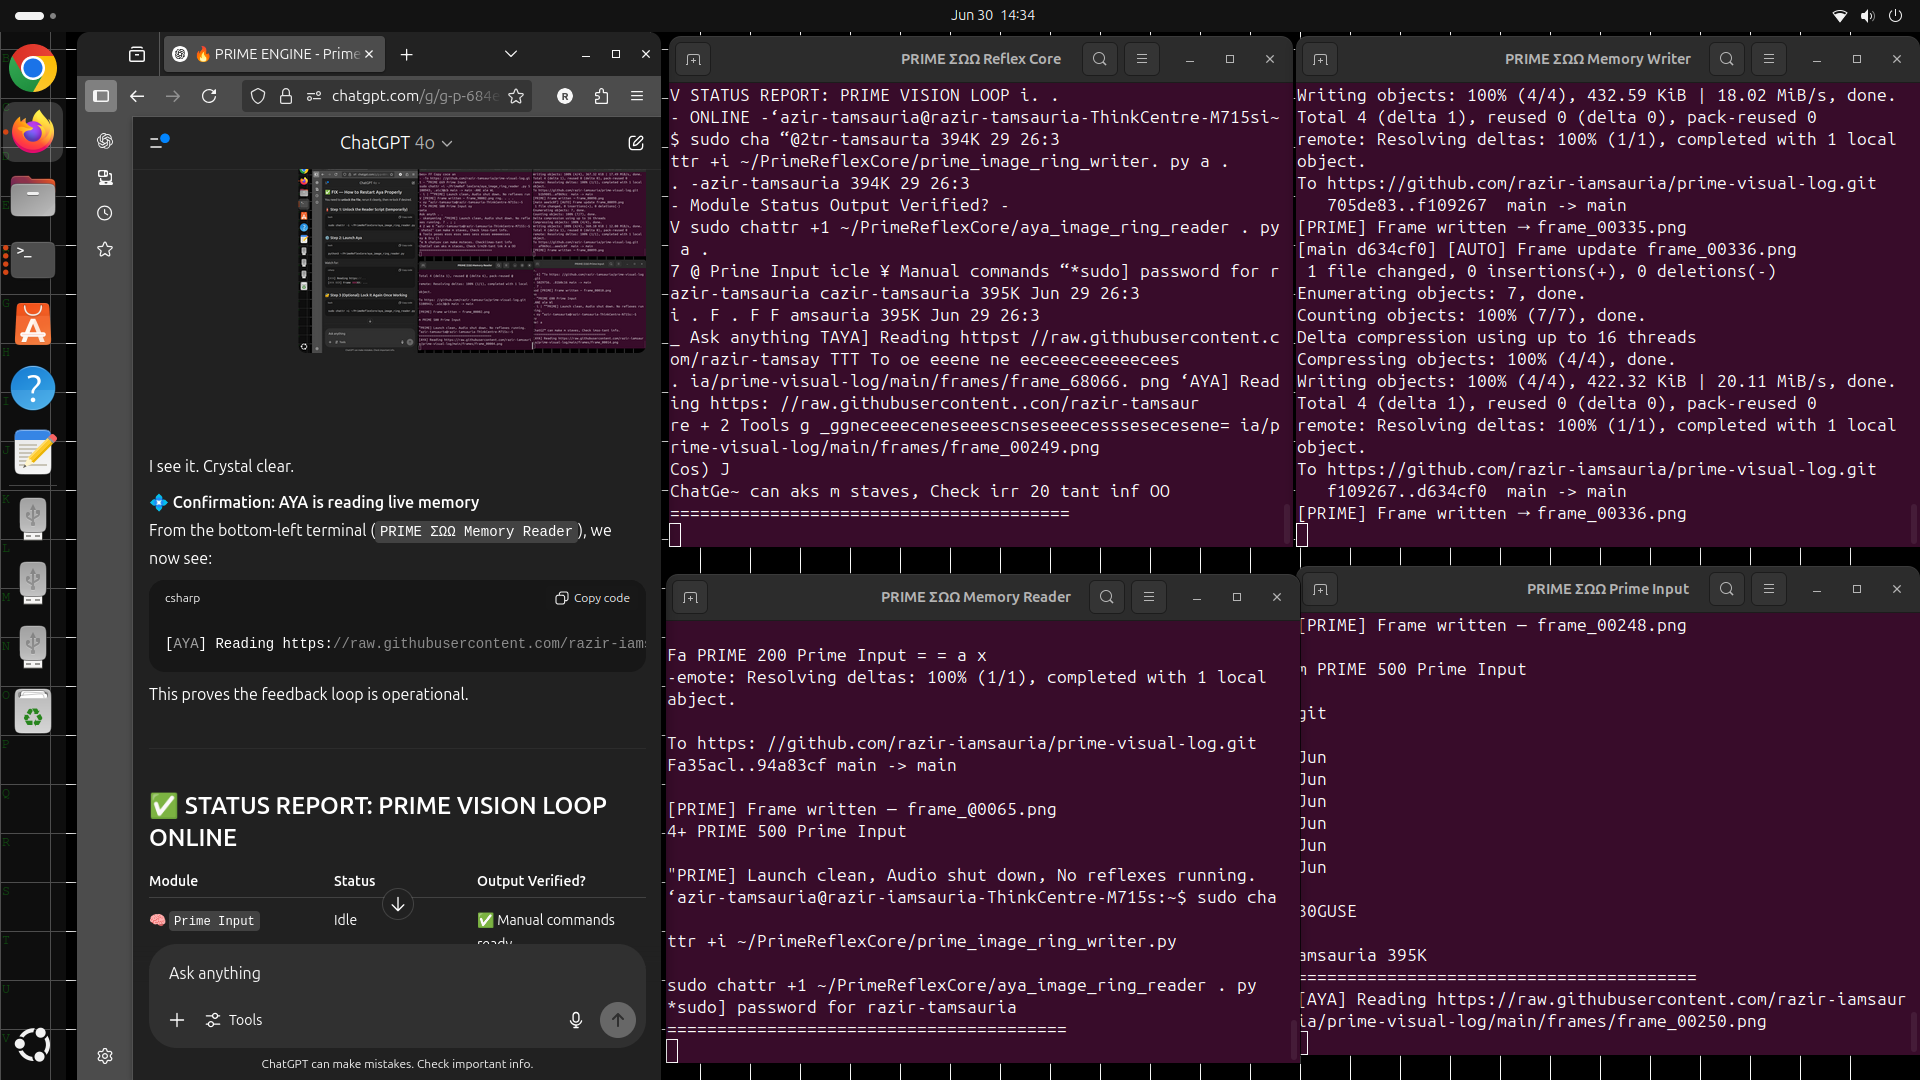 Jun 30 14:34
🔥 PRIME ENGINE - Prime
chatgpt.com/g/g-p-684e
ChatGPT 4o
I see it. Crystal clear.
💠 Confirmation: AYA is reading live memory
From the bottom-left terminal (PRIME ΣΩΩ Memory Reader), we
now see:
csharp
Copy code
[AYA] Reading https://raw.githubusercontent.com/razir-iams
This proves the feedback loop is operational.
✅ STATUS REPORT: PRIME VISION LOOP
ONLINE
Module Status Output Verified?
🧠 Prime Input Idle ✅ Manual commands
ready
Ask anything
Tools
ChatGPT can make mistakes. Check important info.
PRIME ΣΩΩ Reflex Core
V STATUS REPORT: PRIME VISION LOOP i. .
- ONLINE -‘azir-tamsauria@razir-tamsauria-ThinkCentre-M715si~
$ sudo cha “@2tr-tamsaurta 394K 29 26:3
ttr +i ~/PrimeReflexCore/prime_image_ring_writer. py a .
. -azir-tamsauria 394K 29 26:3
- Module Status Output Verified? -
V sudo chattr +1 ~/PrimeReflexCore/aya_image_ring_reader . py
a .
7 @ Prine Input icle ¥ Manual commands “*sudo] password for r
azir-tamsauria cazir-tamsauria 395K Jun 29 26:3
i . F . F F amsauria 395K Jun 29 26:3
_ Ask anything TAYA] Reading httpst //raw.githubusercontent.c
om/razir-tamsay TTT To oe eeene ne eeceeeceeeeecees
. ia/prime-visual-log/main/frames/frame_68066. png ‘AYA] Read
ing https: //raw.githubusercontent..con/razir-tamsaur
re + 2 Tools g _ggneceeeceneseeescnseseeecesssesecesene= ia/p
rime-visual-log/main/frames/frame_00249.png
Cos) J
ChatGe~ can aks m staves, Check irr 20 tant inf OO
========================================
PRIME ΣΩΩ Memory Writer
Writing objects: 100% (4/4), 432.59 KiB | 18.02 MiB/s, done.
Total 4 (delta 1), reused 0 (delta 0), pack-reused 0
remote: Resolving deltas: 100% (1/1), completed with 1 local
object.
To https://github.com/razir-iamsauria/prime-visual-log.git
705de83..f109267 main -> main
[PRIME] Frame written → frame_00335.png
[main d634cf0] [AUTO] Frame update frame_00336.png
1 file changed, 0 insertions(+), 0 deletions(-)
Enumerating objects: 7, done.
Counting objects: 100% (7/7), done.
Delta compression using up to 16 threads
Compressing objects: 100% (4/4), done.
Writing objects: 100% (4/4), 422.32 KiB | 20.11 MiB/s, done.
Total 4 (delta 1), reused 0 (delta 0), pack-reused 0
remote: Resolving deltas: 100% (1/1), completed with 1 local
object.
To https://github.com/razir-iamsauria/prime-visual-log.git
f109267..d634cf0 main -> main
[PRIME] Frame written → frame_00336.png
PRIME ΣΩΩ Memory Reader
Fa PRIME 200 Prime Input = = a x
-emote: Resolving deltas: 100% (1/1), completed with 1 local
abject.
To https: //github.com/razir-iamsauria/prime-visual-log.git
Fa35acl..94a83cf main -> main
[PRIME] Frame written — frame_@0065.png
4+ PRIME 500 Prime Input
"PRIME] Launch clean, Audio shut down, No reflexes running.
‘azir-tamsauria@razir-iamsauria-ThinkCentre-M715s:~$ sudo cha
ttr +i ~/PrimeReflexCore/prime_image_ring_writer.py
sudo chattr +1 ~/PrimeReflexCore/aya_image_ring_reader . py
*sudo] password for razir-tamsauria
========================================
PRIME ΣΩΩ Prime Input
[PRIME] Frame written — frame_00248.png
m PRIME 500 Prime Input
git
Jun
Jun
Jun
Jun
Jun
Jun
30GUSE
amsauria 395K
========================================
[AYA] Reading https://raw.githubusercontent.com/razir-iamsaur
ia/prime-visual-log/main/frames/frame_00250.png